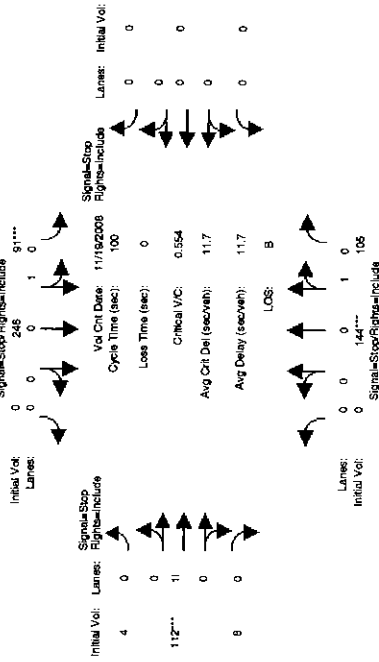 Signal=Stop/Rights=Include
Initial Vol: 0 248 91***
Lanes: 0 0 0 1 0
Signal=Stop
Rights=Include
Initial Vol: Lanes:
4 0
0
112*** 1!
0
8 0
Vol Cnt Date: 11/19/2008
Cycle Time (sec): 100
Loss Time (sec): 0
Critical V/C: 0.554
Avg Crit Del (sec/veh): 11.7
Avg Delay (sec/veh): 11.7
LOS: B
Signal=Stop
Rights=Include
Lanes: Initial Vol:
0 0
0
0 0
0
0 0
Lanes: 0 0 0 1 0
Initial Vol: 0 144*** 105
Signal=Stop/Rights=Include